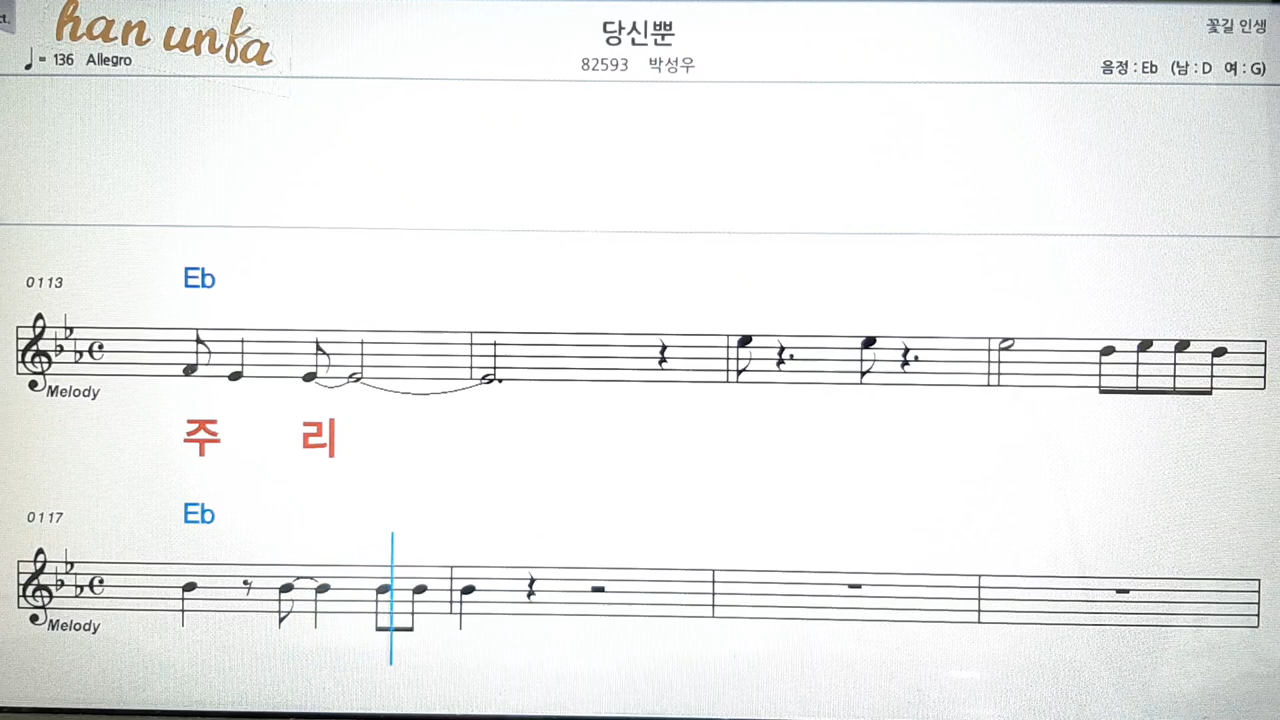 ct.
han unfa
♩= 136 Allegro
당신뿐
82593 박성우
꽃길 인생
음정 : Eb (남 : D 여 : G)
0113
Eb
Melody
주 리
0117
Eb
Melody